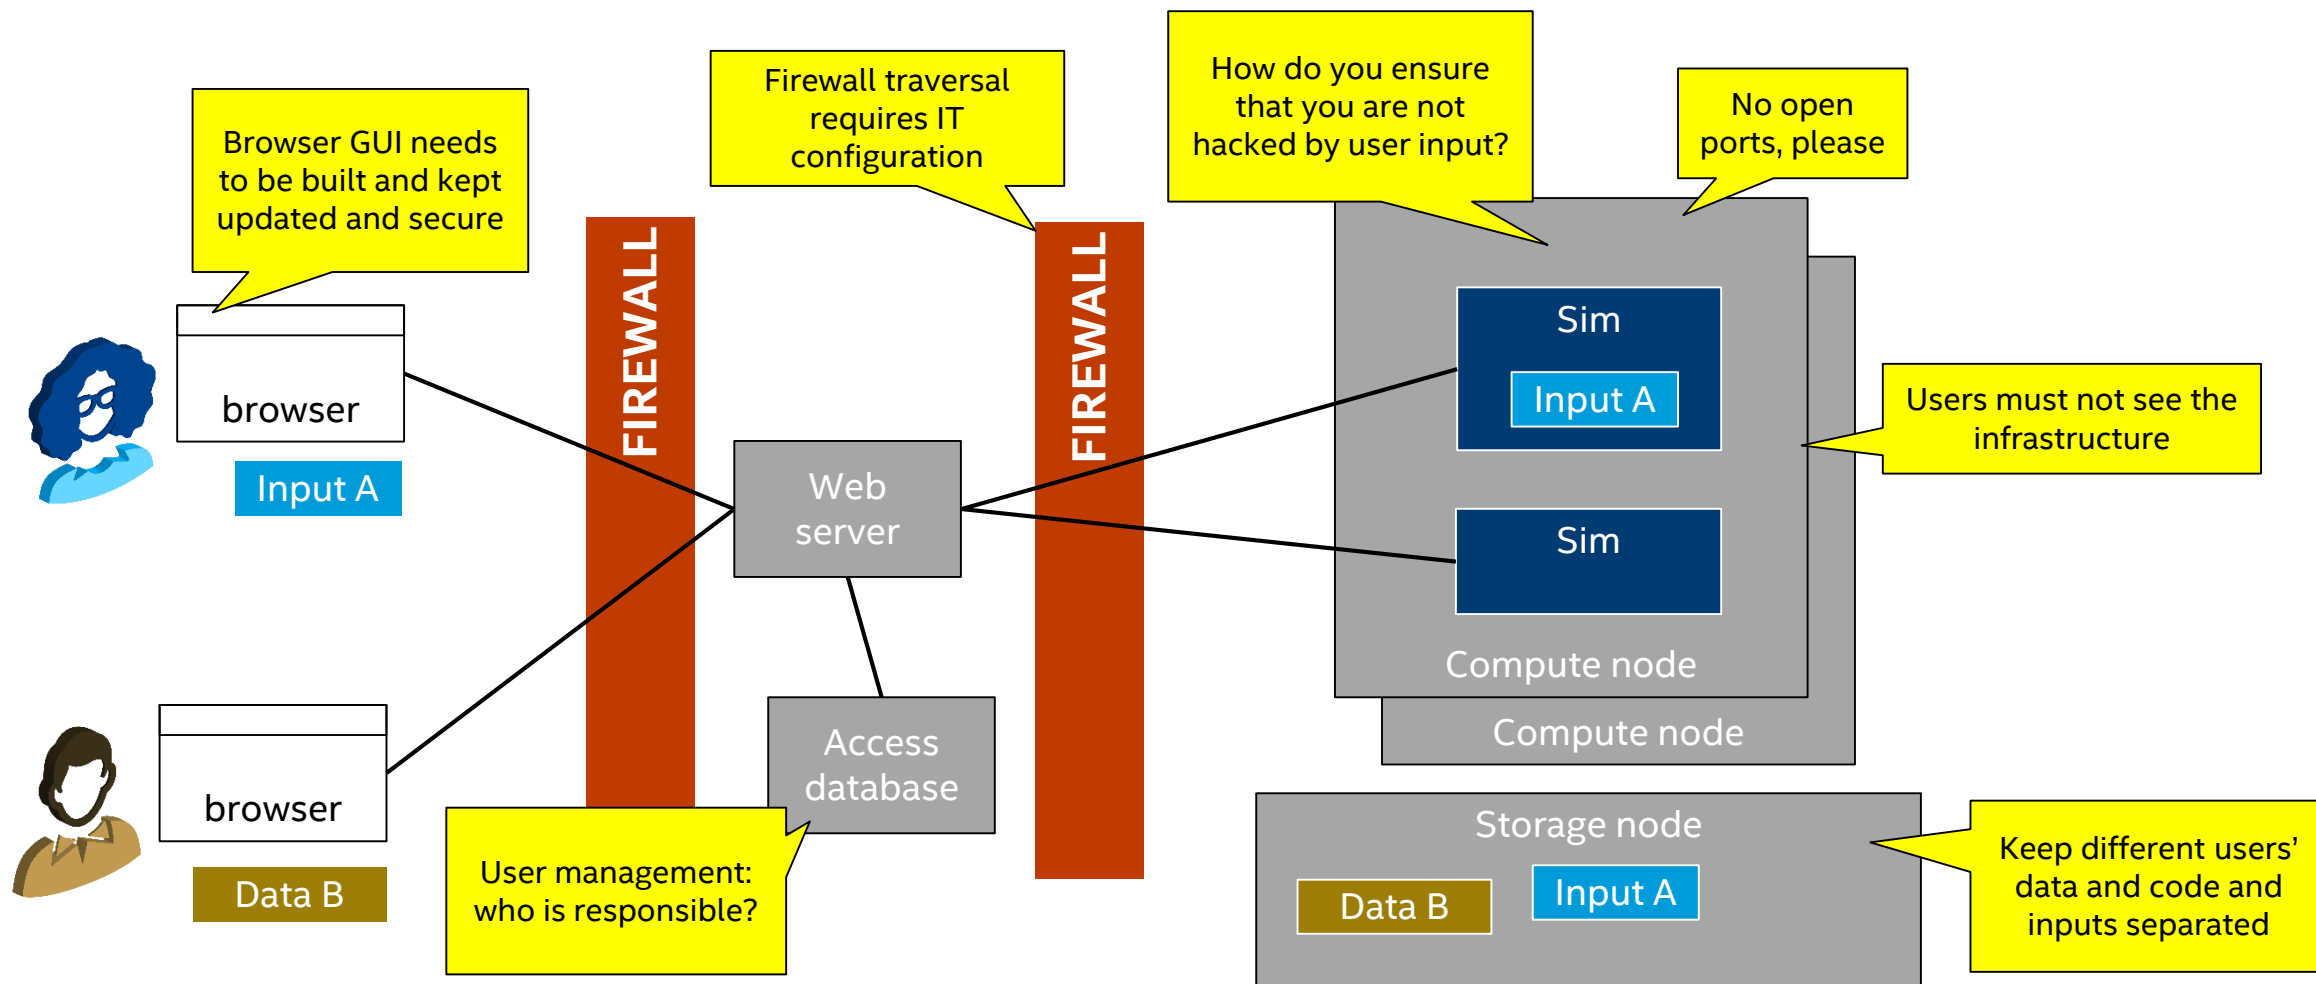 Browser GUI needs
to be built and kept
updated and secure
browser
Input A
browser
Data B
FIREWALL
Firewall traversal
requires IT
configuration
Web
server
Access
database
User management:
who is responsible?
FIREWALL
How do you ensure
that you are not
hacked by user input?
No open
ports, please
Sim
Input A
Sim
Compute node
Compute node
Users must not see the
infrastructure
Storage node
Data B
Input A
Keep different users’
data and code and
inputs separated